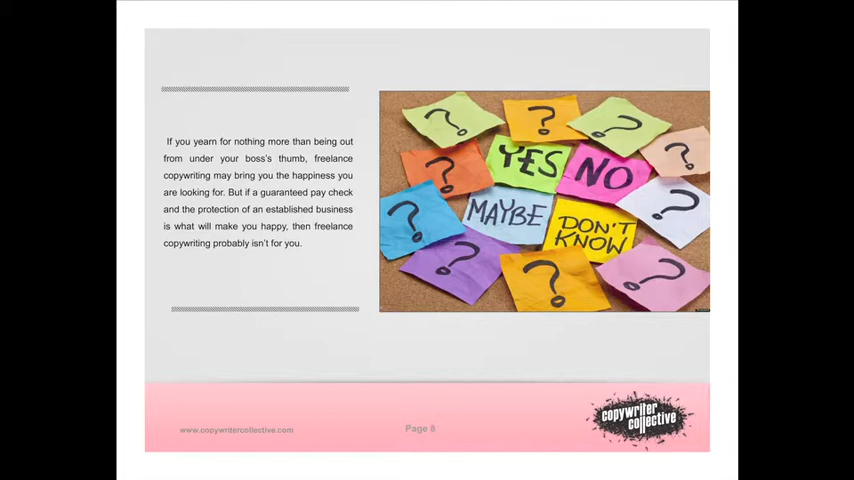 If you yearn for nothing more than being out
from under your boss's thumb, freelance
copywriting may bring you the happiness you
are looking for. But if a guaranteed pay check
and the protection of an established business
is what will make you happy, then freelance
copywriting probably isn't for you.
?
?
?
?
YES
NO
?
?
MAYBE
DON'T
KNOW
?
?
?
?
www.copywritercollective.com
Page 8
copywriter
collective